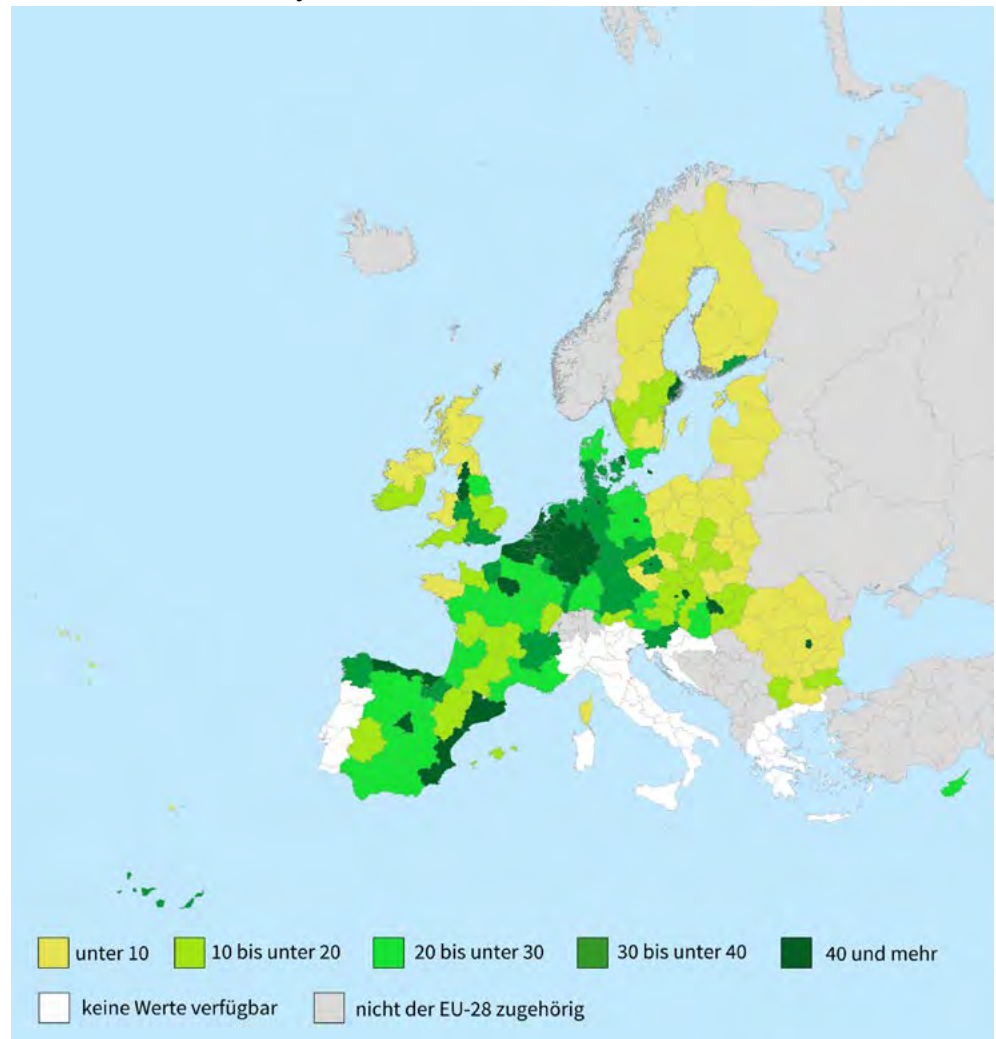 unter 10 10 bis unter 20 20 bis unter 30 30 bis unter 40 40 und mehr
keine Werte verfügbar nicht der EU-28 zugehörig